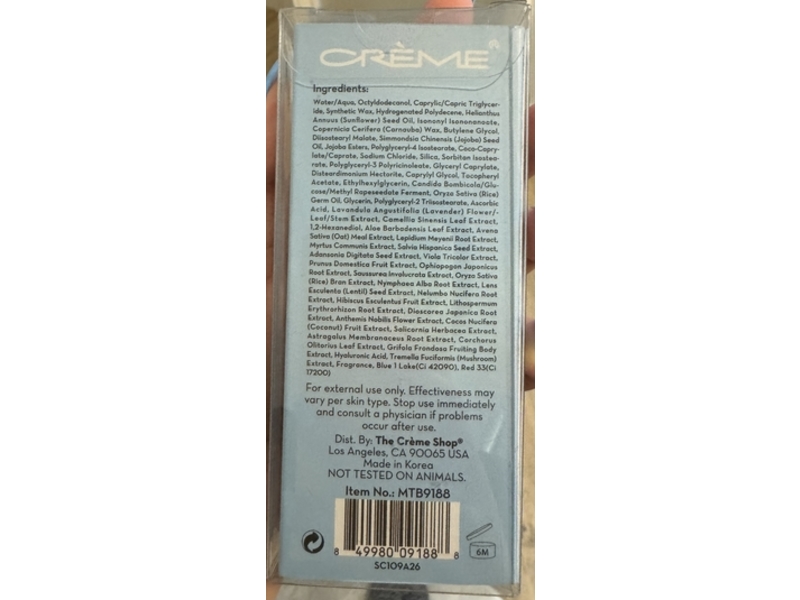 CRÈME®
Ingredients:
Water/Aqua, Octyldodecanol, Caprylic/Capric Triglycer-
ide, Synthetic Wax, Hydrogenated Polydecene, Helianthus
Annuus (Sunflower) Seed Oil, Isononyl Isononanoate,
Copernicia Cerifera (Carnauba) Wax, Butylene Glycol,
Diisostearyl Malate, Simmondsia Chinensis (Jojoba) Seed
Oil, Jojoba Esters, Polyglyceryl-4 Isostearate, Coco-Capry-
late/Caprate, Sodium Chloride, Silica, Sorbitan Isostea-
rate, Polyglyceryl-3 Polyricinoleate, Glyceryl Caprylate,
Disteardimonium Hectorite, Caprylyl Glycol, Tocopheryl
Acetate, Ethylhexylglycerin, Candida Bombicola/Glu-
cose/Methyl Rapeseedate Ferment, Oryza Sativa (Rice)
Germ Oil, Glycerin, Polyglyceryl-2 Triisostearate, Ascorbic
Acid, Lavandula Angustifolia (Lavender) Flower/-
Leaf/Stem Extract, Camellia Sinensis Leaf Extract,
1,2-Hexanediol, Aloe Barbadensis Leaf Extract, Avena
Sativa (Oat) Meal Extract, Lepidium Meyenii Root Extract,
Myrtus Communis Extract, Salvia Hispanica Seed Extract,
Adansonia Digitata Seed Extract, Viola Tricolor Extract,
Prunus Domestica Fruit Extract, Ophiopogon Japonicus
Root Extract, Saussurea Involucrata Extract, Oryza Sativa
(Rice) Bran Extract, Nymphaea Alba Root Extract, Lens
Esculenta (Lentil) Seed Extract, Nelumbo Nucifera Root
Extract, Hibiscus Esculentus Fruit Extract, Lithospermum
Erythrorhizon Root Extract, Dioscorea Japonica Root
Extract, Anthemis Nobilis Flower Extract, Cocos Nucifera
(Coconut) Fruit Extract, Salicornia Herbacea Extract,
Astragalus Membranaceus Root Extract, Corchorus
Olitorius Leaf Extract, Grifola Frondosa Fruiting Body
Extract, Hyaluronic Acid, Tremella Fuciformis (Mushroom)
Extract, Fragrance, Blue 1 Lake(Ci 42090), Red 33(Ci
17200)
For external use only. Effectiveness may
vary per skin type. Stop use immediately
and consult a physician if problems
occur after use.
Dist. By: The Crème Shop®
Los Angeles, CA 90065 USA
Made in Korea
NOT TESTED ON ANIMALS.
Item No.: MTB9188
8 49980 09188 8
6M
SC109A26